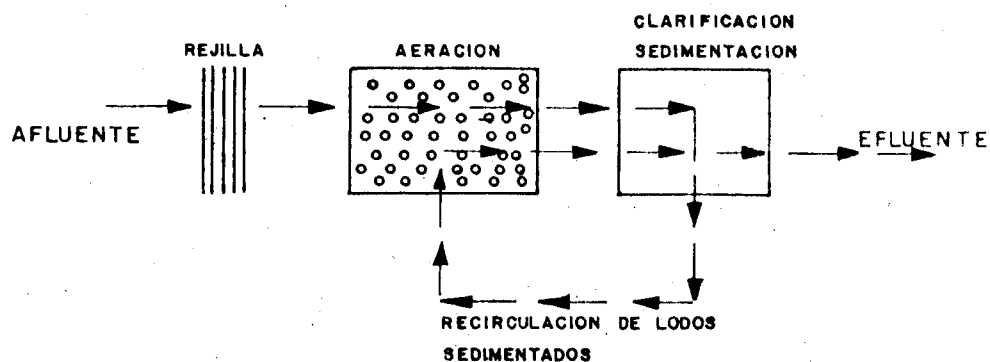 CLARIFICACION
SEDIMENTACION
REJILLA
AERACION
AFLUENTE
EFLUENTE
RECIRCULACION DE LODOS
SEDIMENTADOS